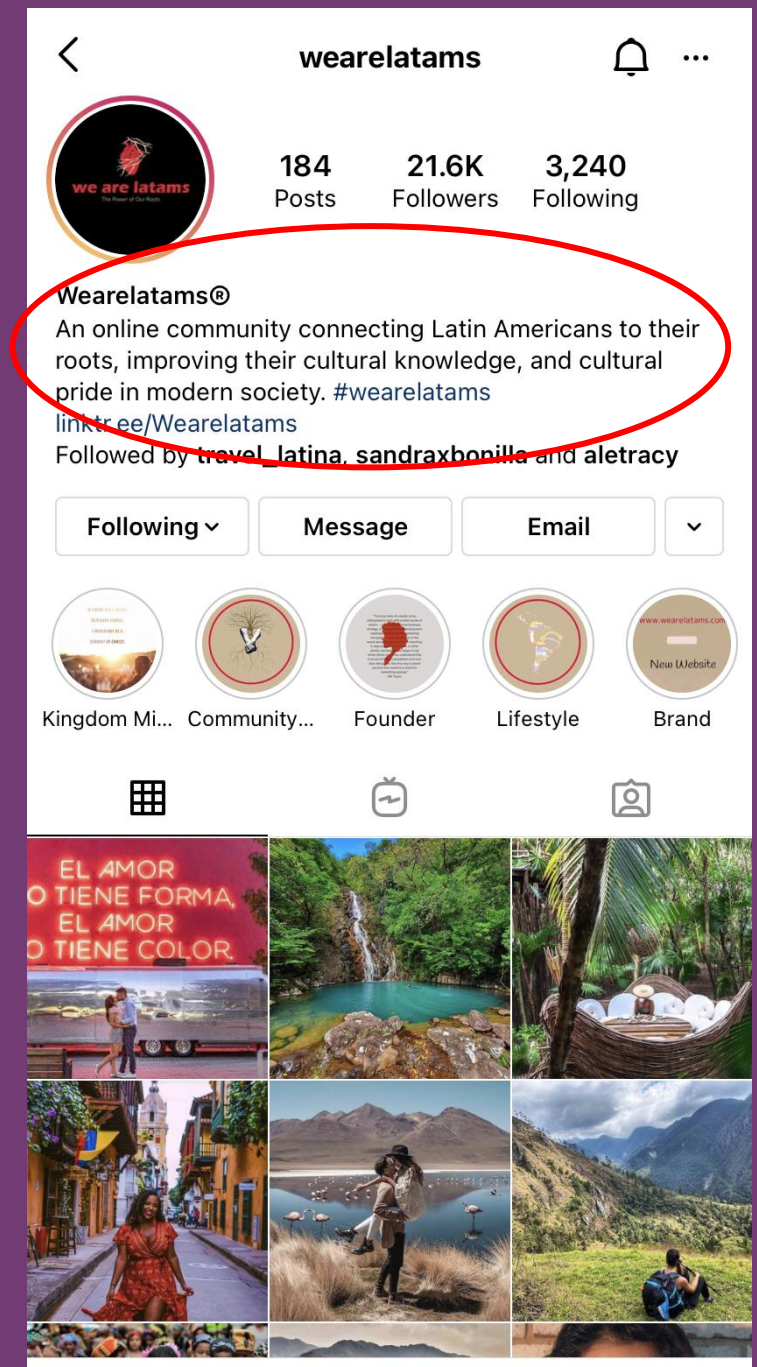 wearelatams
we are latams
The Power of Our Roots
184 21.6K 3,240
Posts Followers Following
Wearelatams®
An online community connecting Latin Americans to their
roots, improving their cultural knowledge, and cultural
pride in modern society. #wearelatams
linktr.ee/Wearelatams
Followed by travel_latina, sandraxbonilla and aletracy
Following Message Email
www.wearelatams.com
New Website
Kingdom Mi... Community... Founder Lifestyle Brand
EL AMOR
O TIENE FORMA,
EL AMOR
O TIENE COLOR.